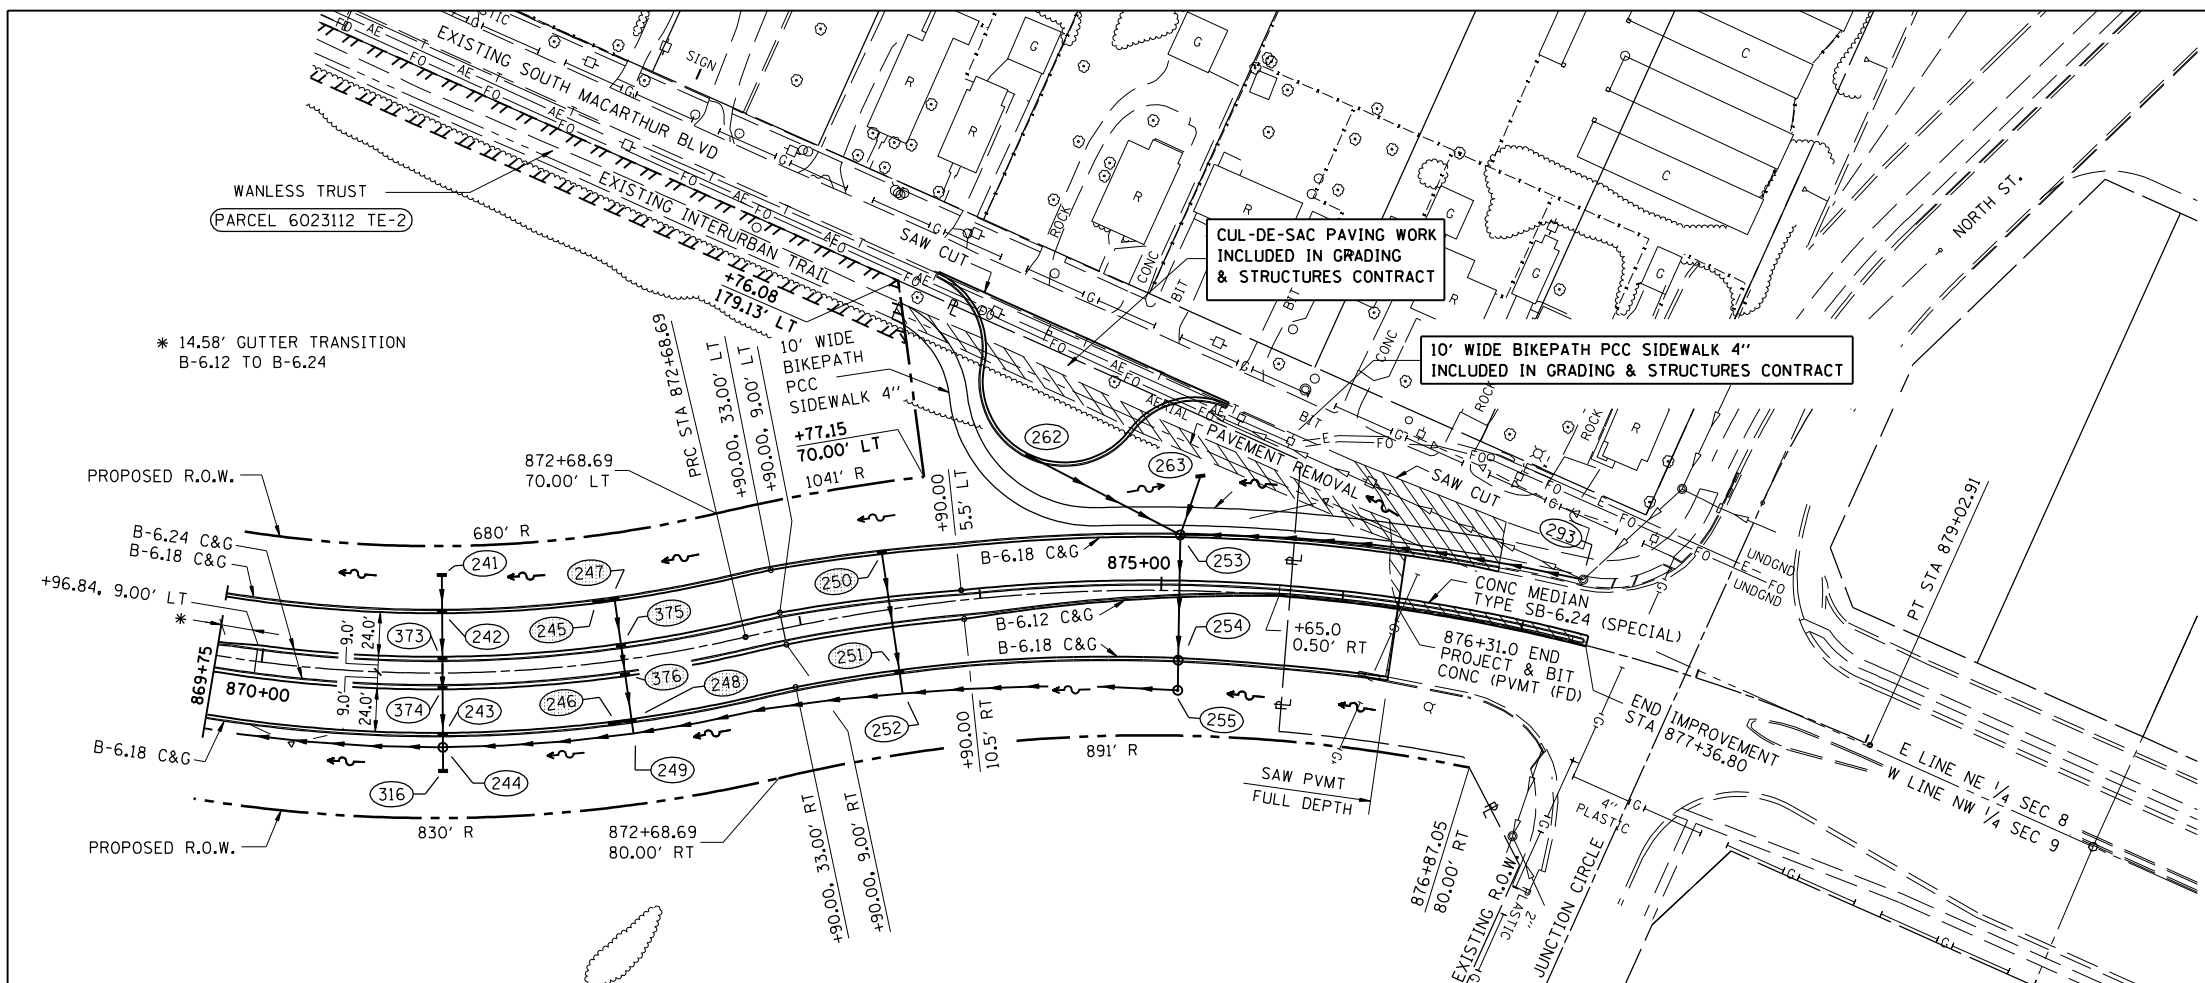 EXISTING SOUTH MACARTHUR BLVD
SIGN
WANLESS TRUST
PARCEL 6023112 TE-2
EXISTING INTERURBAN TRAIL
SAW CUT
ROCK
CONC
BIT
BIT
CONC
ROCK
ROCK
BIT
NORTH ST.
CUL-DE-SAC PAVING WORK
INCLUDED IN GRADING
& STRUCTURES CONTRACT
10' WIDE BIKEPATH PCC SIDEWALK 4''
INCLUDED IN GRADING & STRUCTURES CONTRACT
+76.08
179.13' LT
* 14.58' GUTTER TRANSITION
B-6.12 TO B-6.24
10' WIDE
BIKEPATH
PCC
SIDEWALK 4''
PRC STA 872+68.69
+90.00, 33.00' LT
+90.00, 9.00' LT
+77.15
70.00' LT
1041' R
872+68.69
70.00' LT
PROPOSED R.O.W.
680' R
AERIAL
PAVEMENT REMOVAL
SAW CUT
262
263
293
+90.00
5.5' LT
B-6.24 C&G
B-6.18 C&G
+96.84, 9.00' LT
*
241
247
250
B-6.18 C&G
875+00
253
UNDGND
UNDGND
PT STA 879+02.91
CONC MEDIAN
TYPE SB-6.24 (SPECIAL)
9.0'
24.0'
373
242
245
375
B-6.12 C&G
B-6.18 C&G
254
+65.0
0.50' RT
876+31.0 END
PROJECT & BIT
CONC (PVMT (FD)
869+75
870+00
9.0'
24.0'
374
243
246
376
248
251
252
255
END IMPROVEMENT
STA 877+36.80
B-6.18 C&G
316
244
249
+90.00
10.5' RT
891' R
SAW PVMT
FULL DEPTH
E LINE NE 1/4 SEC 8
W LINE NW 1/4 SEC 9
4''
PLASTIC
830' R
PROPOSED R.O.W.
872+68.69
80.00' RT
+90.00, 33.00' RT
+90.00, 9.00' RT
876+87.05
80.00' RT
EXISTING R.O.W.
2''
PLASTIC
JUNCTION CIRCLE